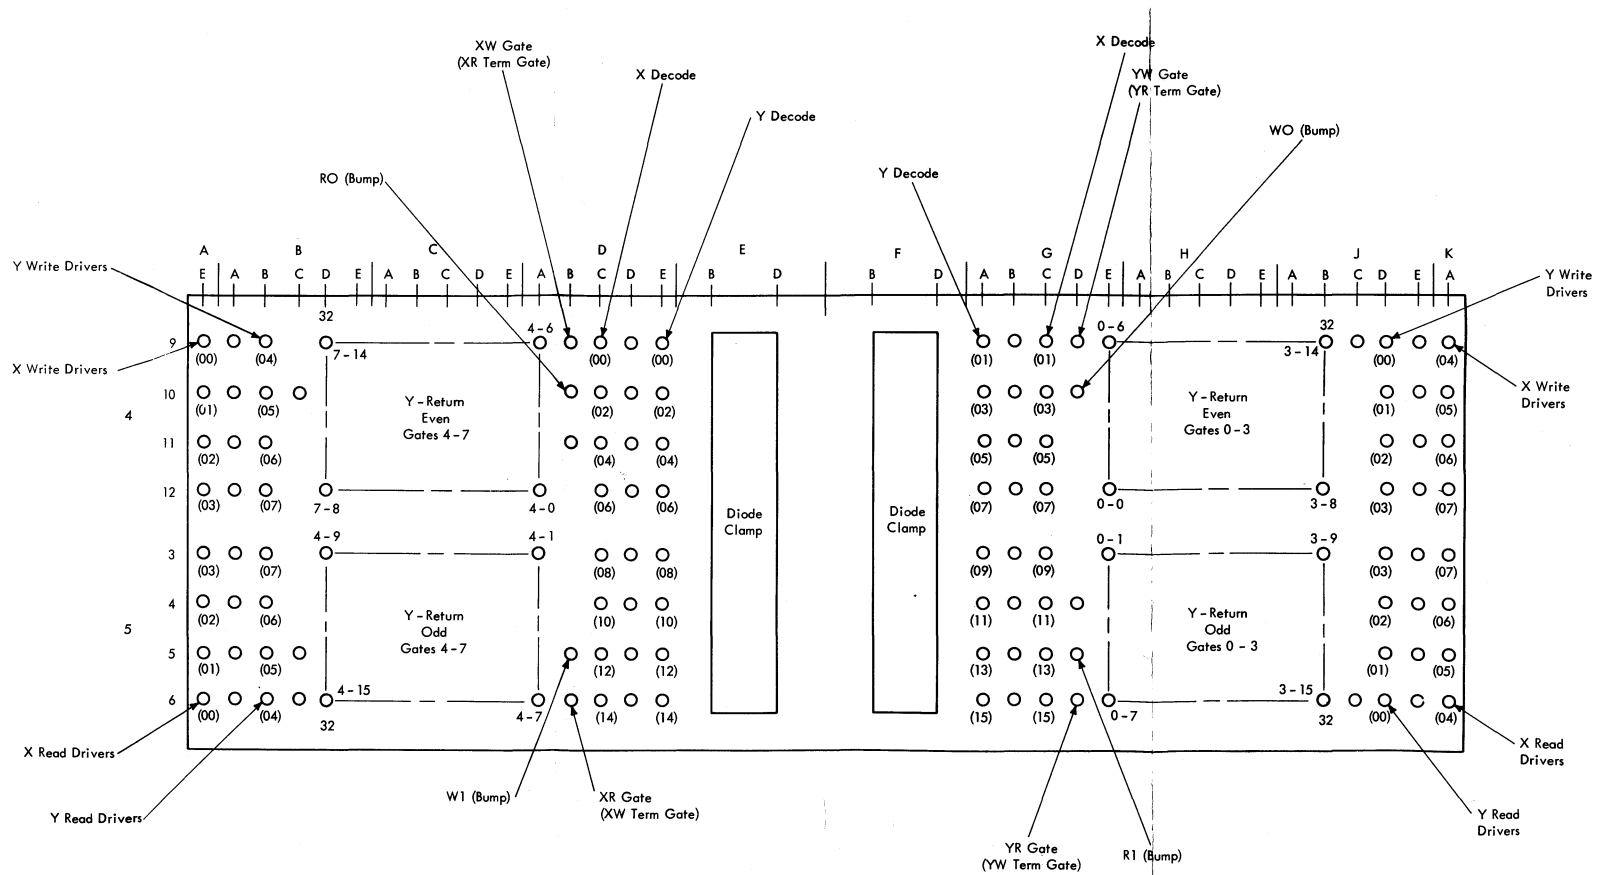 XW Gate
(XR Term Gate)
X Decode
Y Decode
RO (Bump)
X Decode
YW Gate
(YR Term Gate)
WO (Bump)
Y Decode
A B C D E F G H J K
E A B C D E A B C D E A B C D E B D B D A B C D E A B C D E A B C D E A
Y Write Drivers
X Write Drivers
Y Write
Drivers
X Write
Drivers
32 4-6 0-6 32
9 7-14 3-14
(00) (04) (00) (00) (01) (01) (00) (04)
10
(01) (05) (02) (02) (03) (03) (01) (05)
4
Y-Return
Even
Gates 4-7
Y-Return
Even
Gates 0-3
11
(02) (06) (04) (04) (05) (05) (02) (06)
12
(03) (07) 7-8 4-0 (06) (06) (07) (07) 0-0 3-8 (03) (07)
Diode
Clamp
Diode
Clamp
4-9 4-1 0-1 3-9
3
(03) (07) (08) (08) (09) (09) (03) (07)
4
(02) (06) (10) (10) (11) (11) (02) (06)
5
Y-Return
Odd
Gates 4-7
Y-Return
Odd
Gates 0-3
5
(01) (05) (12) (12) (13) (13) (01) (05)
4-15 3-15
6
(00) (04) 32 4-7 (14) (14) (15) (15) 0-7 32 (00) (04)
X Read Drivers
Y Read Drivers
W1 (Bump)
XR Gate
(XW Term Gate)
YR Gate
(YW Term Gate)
R1 (Bump)
X Read
Drivers
Y Read
Drivers